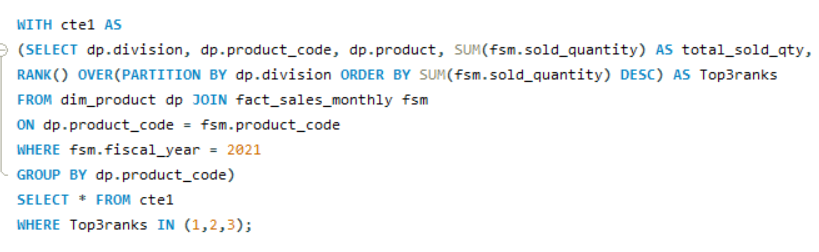 WITH cte1 AS
(SELECT dp.division, dp.product_code, dp.product, SUM(fsm.sold_quantity) AS total_sold_qty,
RANK() OVER(PARTITION BY dp.division ORDER BY SUM(fsm.sold_quantity) DESC) AS Top3ranks
FROM dim_product dp JOIN fact_sales_monthly fsm
ON dp.product_code = fsm.product_code
WHERE fsm.fiscal_year = 2021
GROUP BY dp.product_code)
SELECT * FROM cte1
WHERE Top3ranks IN (1,2,3);